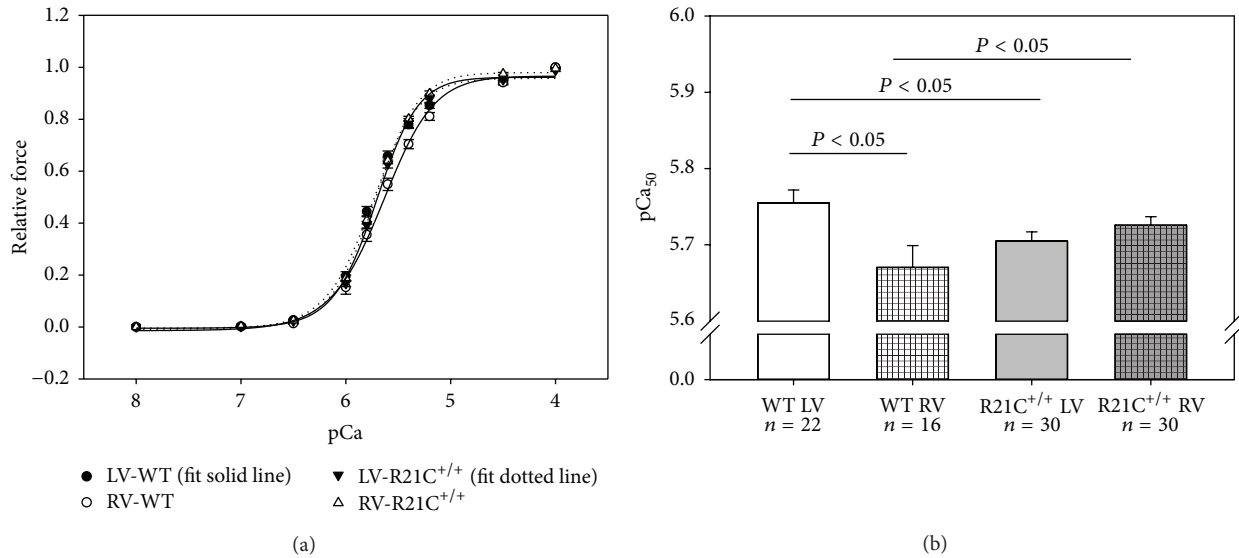 1.2
1.0
0.8
0.6
0.4
0.2
0.0
−0.2
Relative force
8 7 6 5 4
pCa
LV-WT (fit solid line)
RV-WT
LV-R21C+/+ (fit dotted line)
RV-R21C+/+
(a)
6.0
5.9
5.8
5.7
5.6
0.0
pCa50
P < 0.05
P < 0.05
P < 0.05
WT LV
n = 22
WT RV
n = 16
R21C+/+ LV
n = 30
R21C+/+ RV
n = 30
(b)